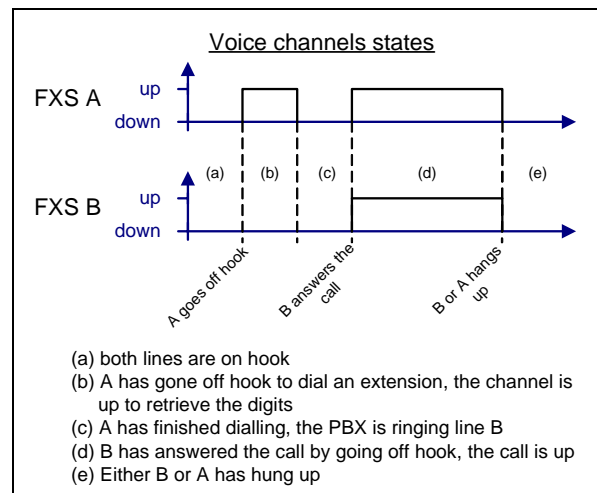 Voice channels states
FXS A
up
down
(a)
(b)
(c)
(d)
(e)
FXS B
up
down
A goes off hook
B answers the
call
B or A hangs
up
(a) both lines are on hook
(b) A has gone off hook to dial an extension, the channel is
up to retrieve the digits
(c) A has finished dialling, the PBX is ringing line B
(d) B has answered the call by going off hook, the call is up
(e) Either B or A has hung up